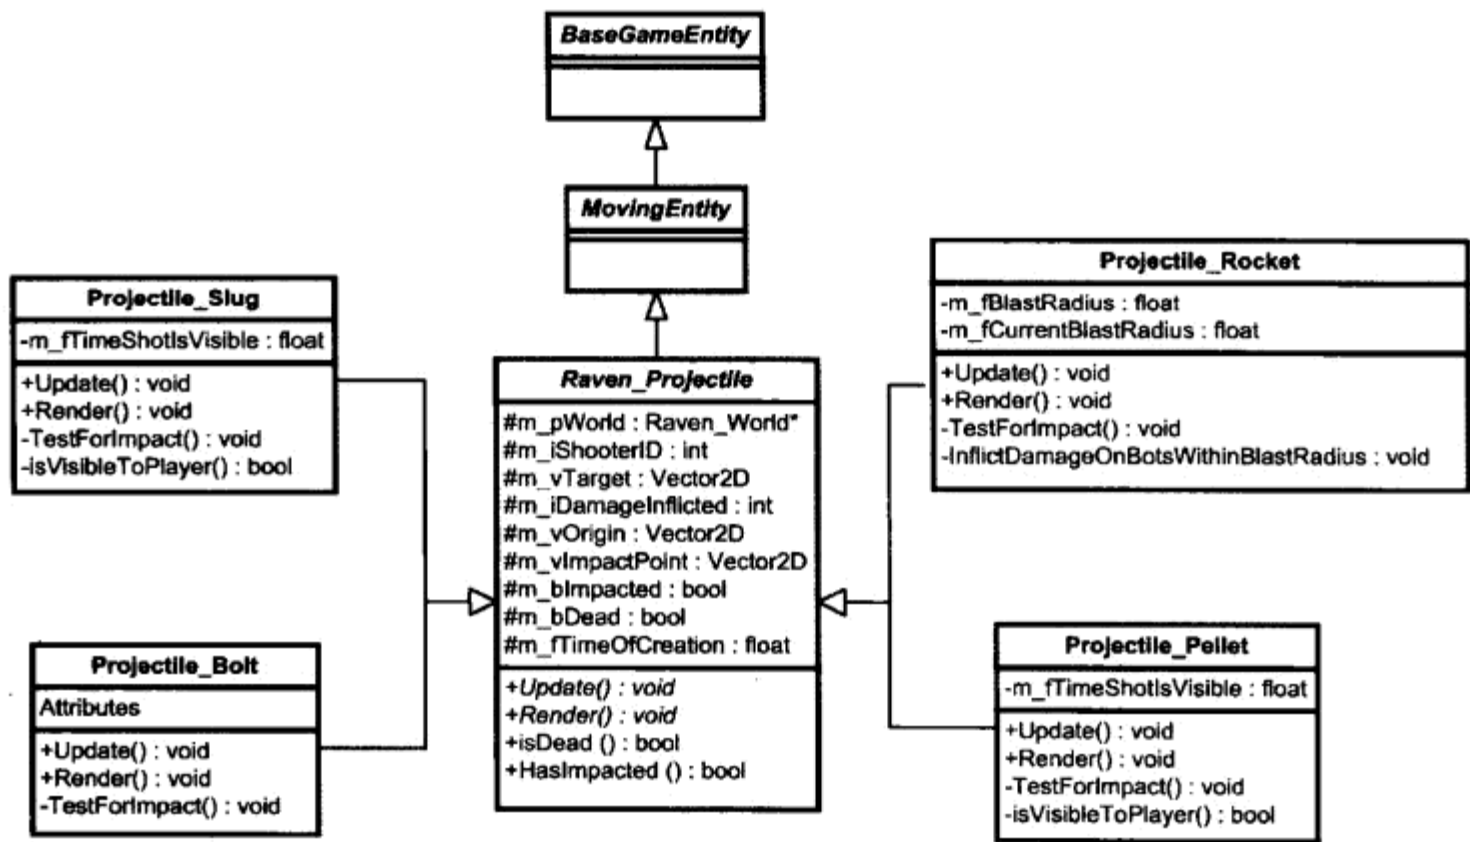 BaseGameEntity
MovingEntity
Projectile_Slug
-m_fTimeShotIsVisible : float
+Update() : void
+Render() : void
-TestForImpact() : void
-isVisibleToPlayer() : bool
Projectile_Bolt
Attributes
+Update() : void
+Render() : void
-TestForImpact() : void
Raven_Projectile
#m_pWorld : Raven_World*
#m_iShooterID : int
#m_vTarget : Vector2D
#m_iDamageInflicted : int
#m_vOrigin : Vector2D
#m_vImpactPoint : Vector2D
#m_bImpacted : bool
#m_bDead : bool
#m_fTimeOfCreation : float
+Update() : void
+Render() : void
+isDead () : bool
+HasImpacted () : bool
Projectile_Rocket
-m_fBlastRadius : float
-m_fCurrentBlastRadius : float
+Update() : void
+Render() : void
-TestForImpact() : void
-InflictDamageOnBotsWithinBlastRadius : void
Projectile_Pellet
-m_fTimeShotIsVisible : float
+Update() : void
+Render() : void
-TestForImpact() : void
-isVisibleToPlayer() : bool